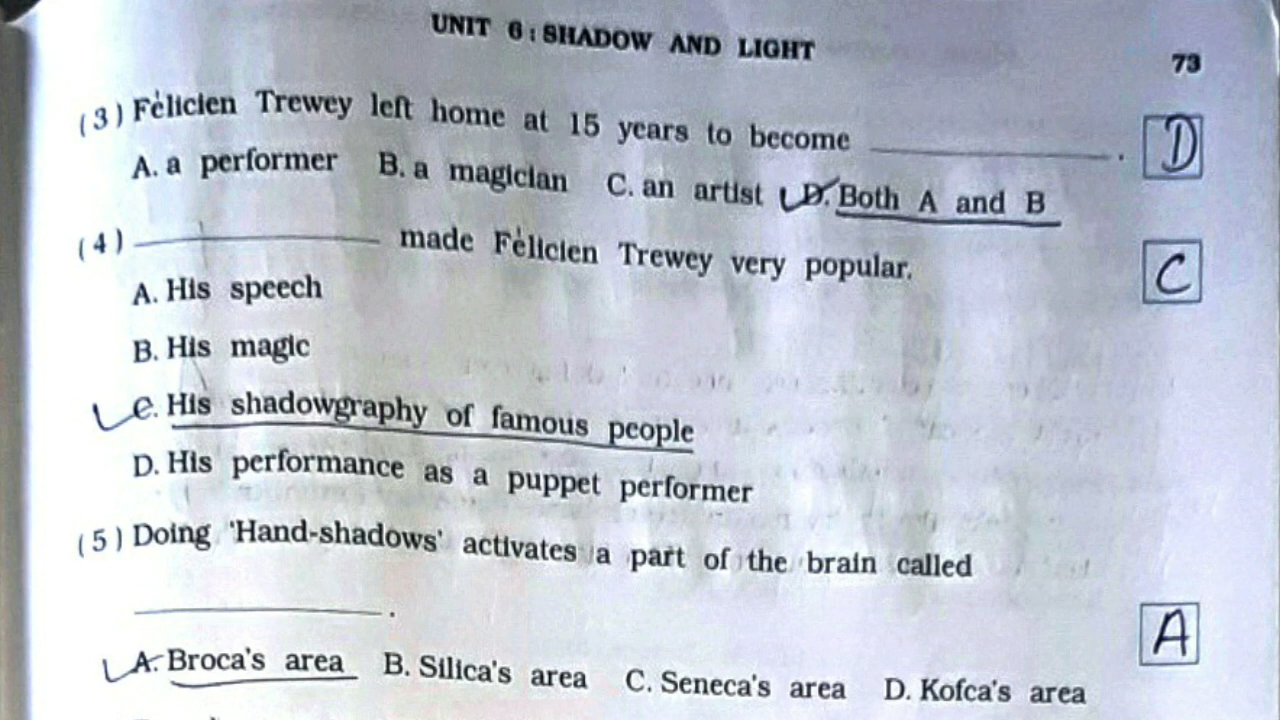 UNIT 6 : SHADOW AND LIGHT
73
(3) Fėlicien Trewey left home at 15 years to become ____________. D
A. a performer B. a magician C. an artist D. Both A and B
(4) ____________ made Fėlicien Trewey very popular. C
A. His speech
B. His magic
C. His shadowgraphy of famous people
D. His performance as a puppet performer
(5) Doing 'Hand-shadows' activates a part of the brain called
____________. A
A. Broca's area B. Silica's area C. Seneca's area D. Kofca's area